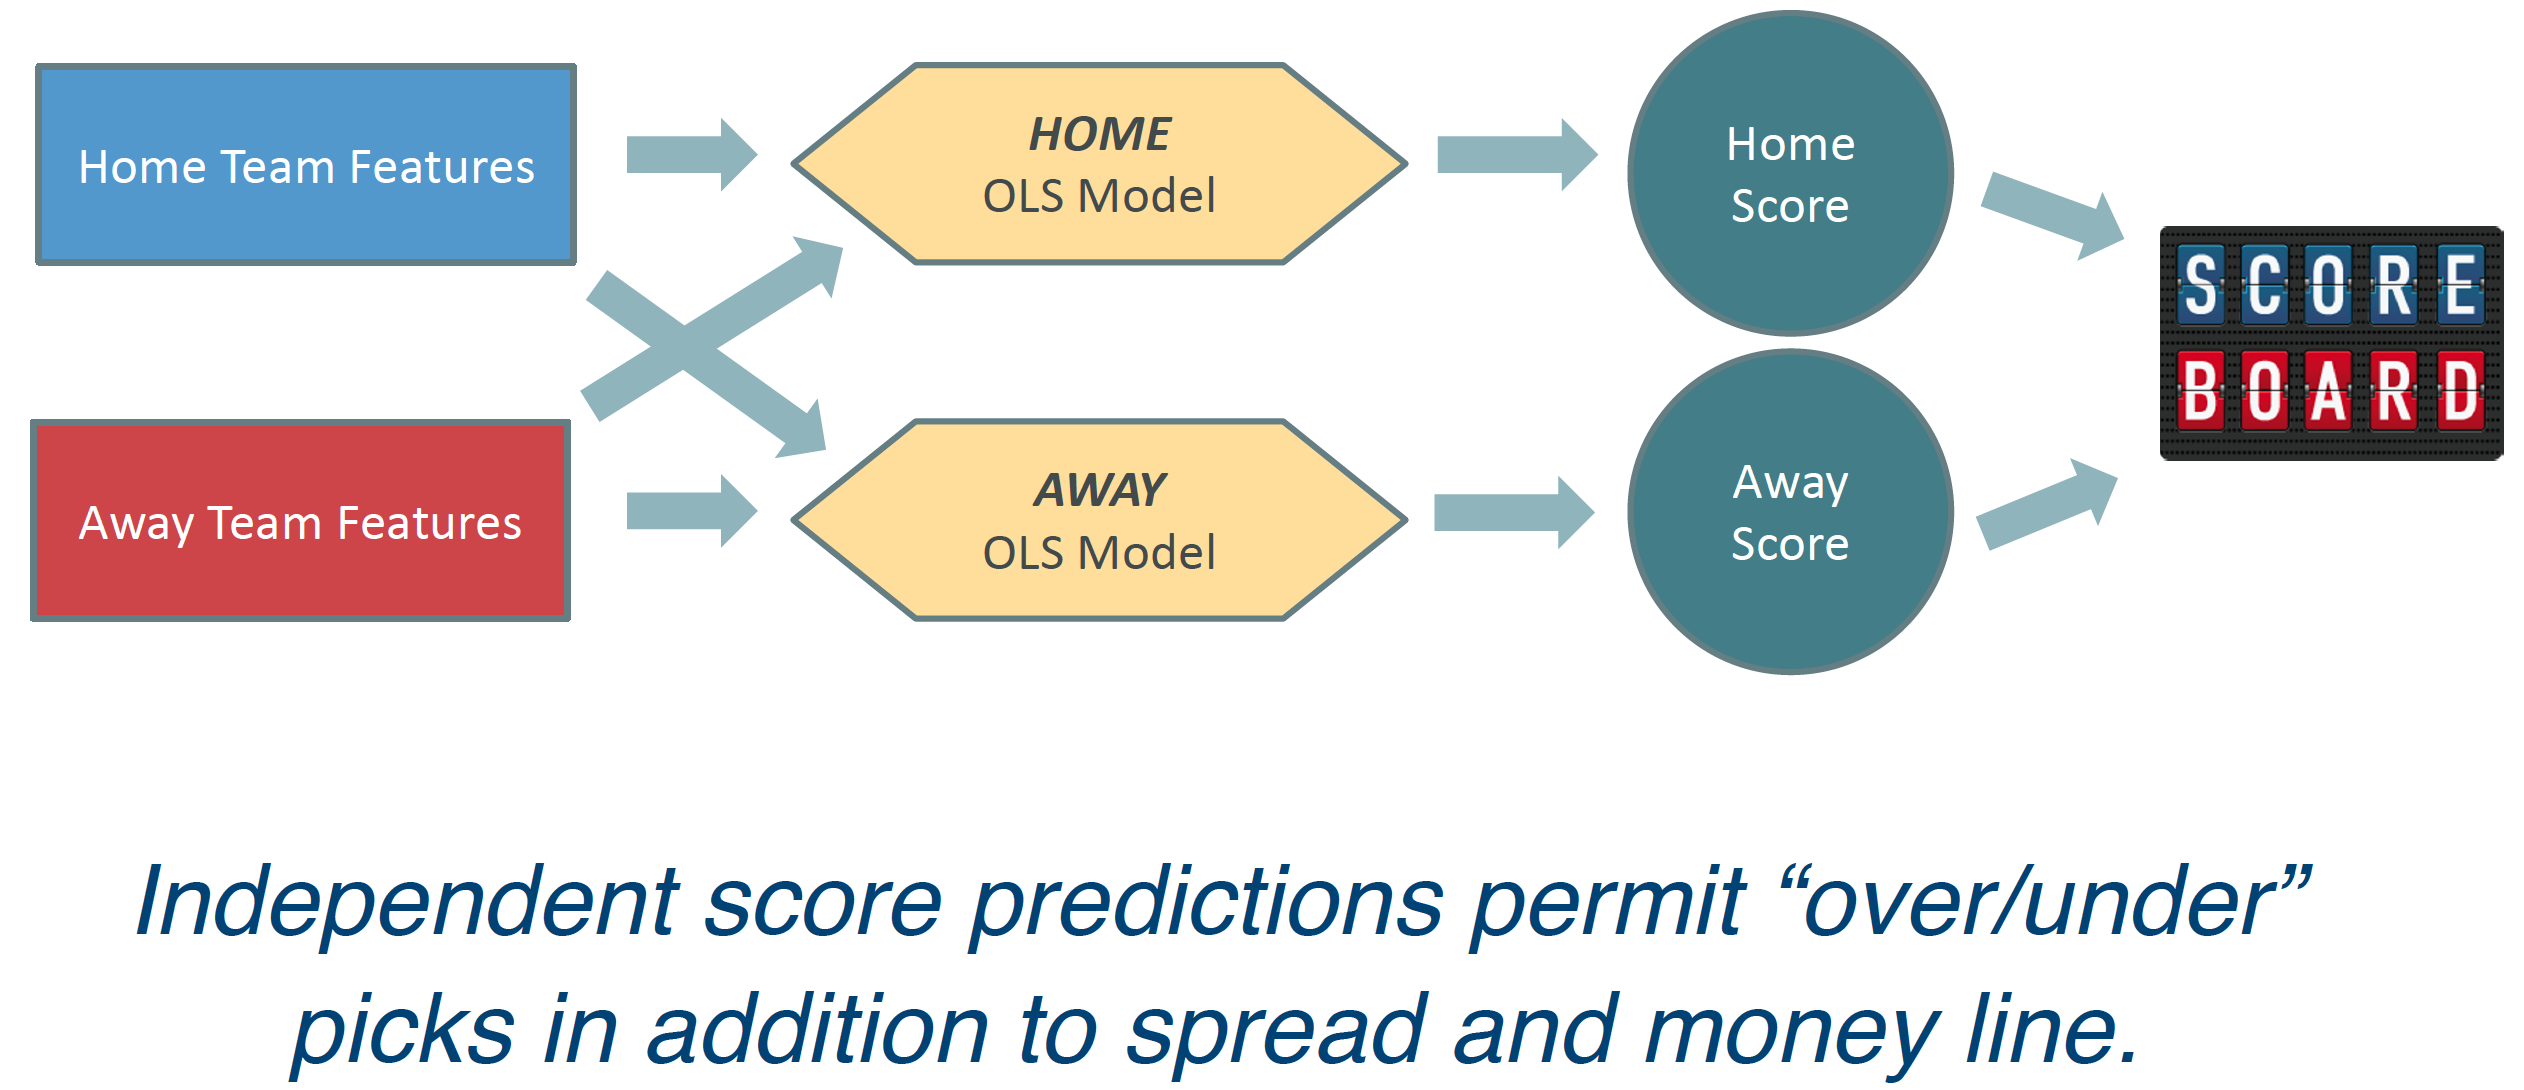 Home Team Features
HOME
OLS Model
Home
Score
SCORE
BOARD
Away Team Features
AWAY
OLS Model
Away
Score
Independent score predictions permit “over/under”
picks in addition to spread and money line.